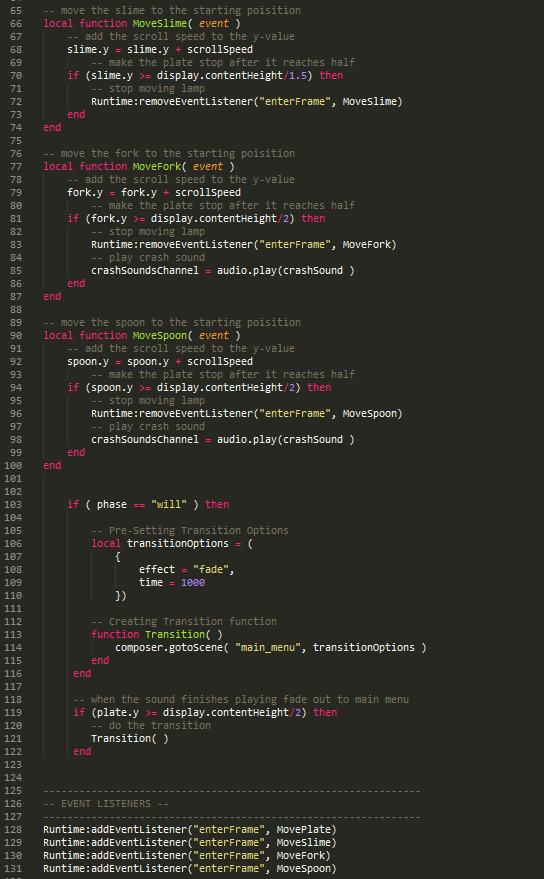 65 -- move the slime to the starting poisition
66 local function MoveSlime( event )
67 -- add the scroll speed to the y-value
68 slime.y = slime.y + scrollSpeed
69 -- make the plate stop after it reaches half
70 if (slime.y >= display.contentHeight/1.5) then
71 -- stop moving lamp
72 Runtime:removeEventListener("enterFrame", MoveSlime)
73 end
74 end
75
76 -- move the fork to the starting poisition
77 local function MoveFork( event )
78 -- add the scroll speed to the y-value
79 fork.y = fork.y + scrollSpeed
80 -- make the plate stop after it reaches half
81 if (fork.y >= display.contentHeight/2) then
82 -- stop moving lamp
83 Runtime:removeEventListener("enterFrame", MoveFork)
84 -- play crash sound
85 crashSoundsChannel = audio.play(crashSound )
86 end
87 end
88
89 -- move the spoon to the starting poisition
90 local function MoveSpoon( event )
91 -- add the scroll speed to the y-value
92 spoon.y = spoon.y + scrollSpeed
93 -- make the plate stop after it reaches half
94 if (spoon.y >= display.contentHeight/2) then
95 -- stop moving lamp
96 Runtime:removeEventListener("enterFrame", MoveSpoon)
97 -- play crash sound
98 crashSoundsChannel = audio.play(crashSound )
99 end
100 end
101
102
103 if ( phase == "will" ) then
104
105 -- Pre-Setting Transition Options
106 local transitionOptions = (
107 {
108 effect = "fade",
109 time = 1000
110 })
111
112 -- Creating Transition function
113 function Transition( )
114 composer.gotoScene( "main_menu", transitionOptions )
115 end
116 end
117
118 -- when the sound finishes playing fade out to main menu
119 if (plate.y >= display.contentHeight/2) then
120 -- do the transition
121 Transition( )
122 end
123
124
125 ---------------------------------------------------------------
126 -- EVENT LISTENERS --
127 ---------------------------------------------------------------
128 Runtime:addEventListener("enterFrame", MovePlate)
129 Runtime:addEventListener("enterFrame", MoveSlime)
130 Runtime:addEventListener("enterFrame", MoveFork)
131 Runtime:addEventListener("enterFrame", MoveSpoon)